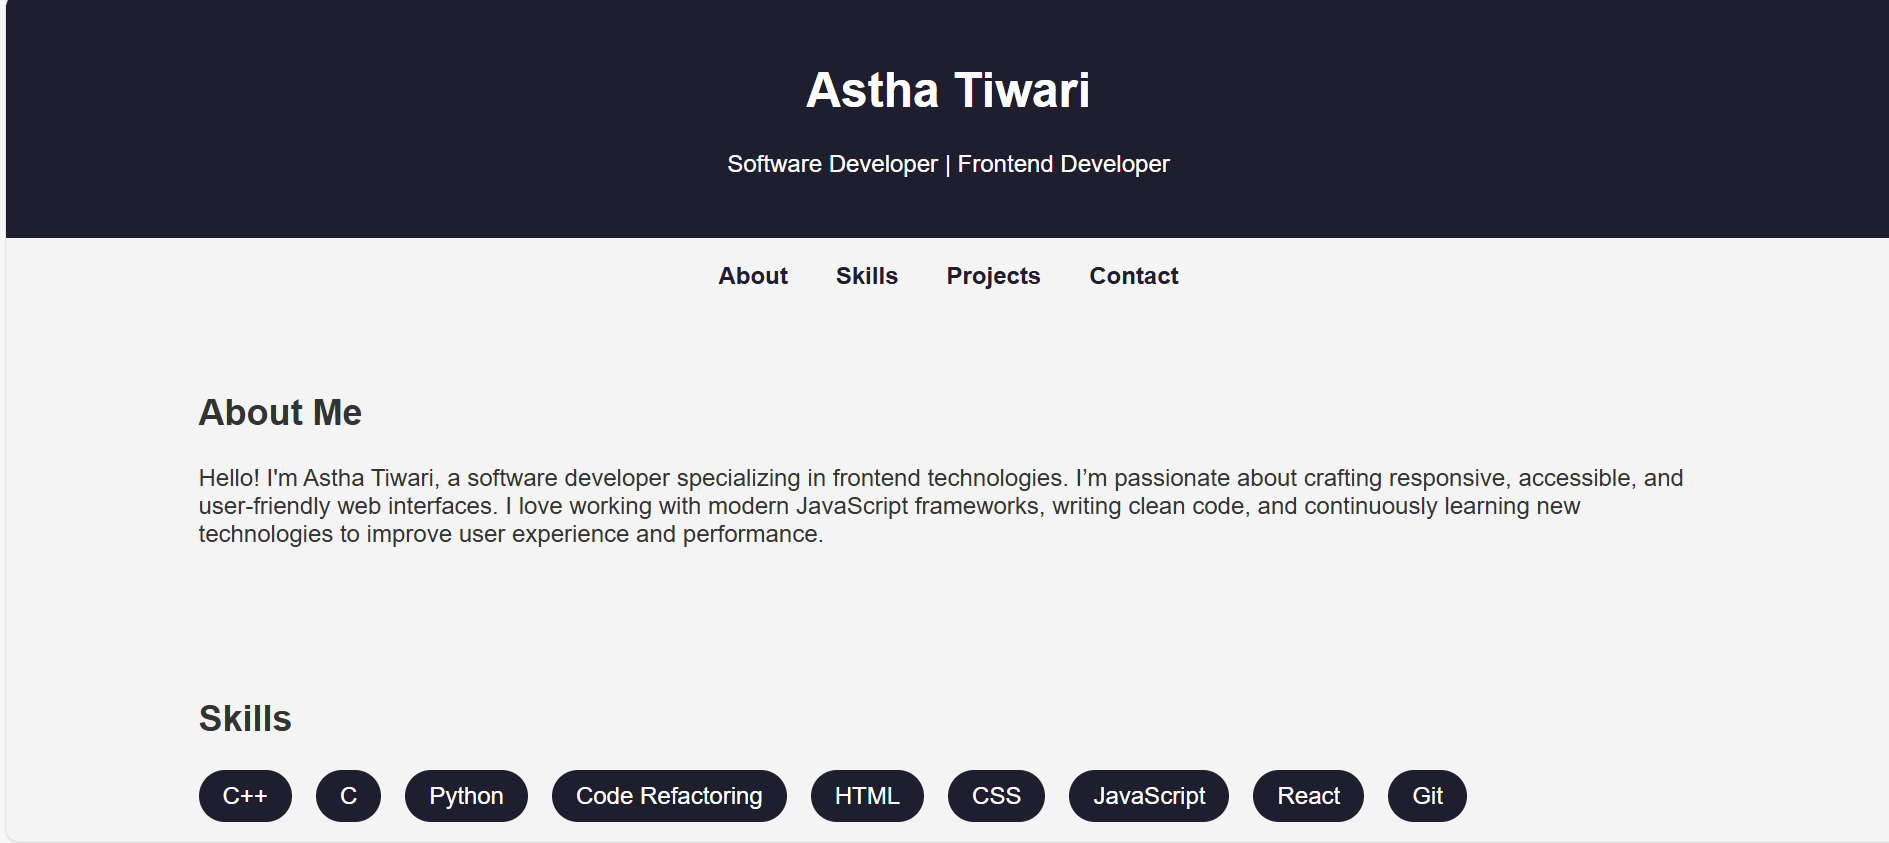 Astha Tiwari
Software Developer | Frontend Developer
About Skills Projects Contact
About Me
Hello! I'm Astha Tiwari, a software developer specializing in frontend technologies. I’m passionate about crafting responsive, accessible, and
user-friendly web interfaces. I love working with modern JavaScript frameworks, writing clean code, and continuously learning new
technologies to improve user experience and performance.
Skills
C++ C Python Code Refactoring HTML CSS JavaScript React Git